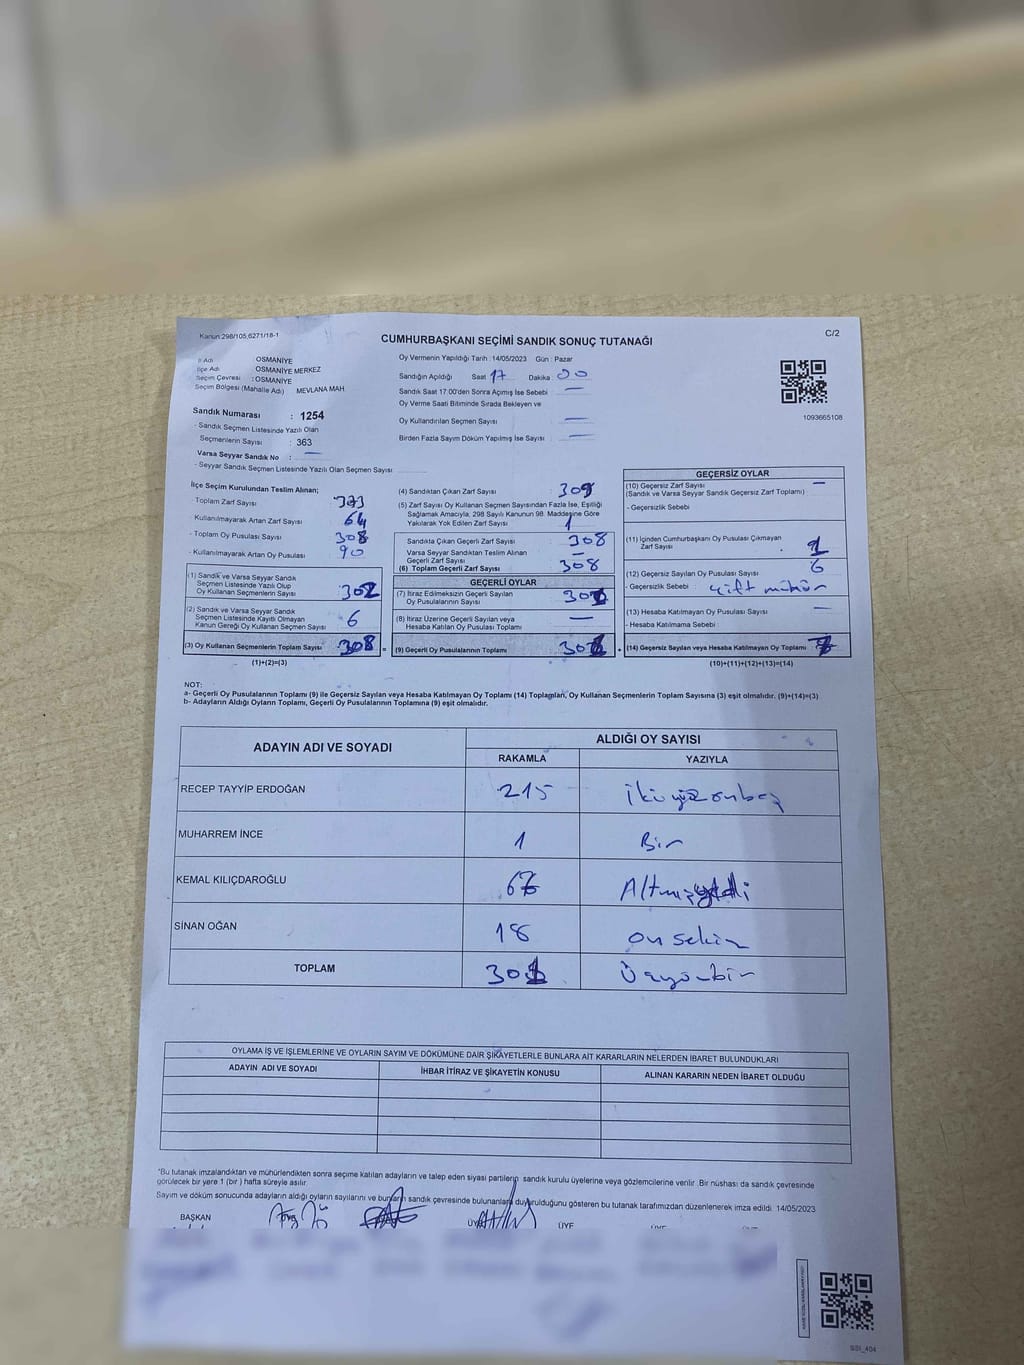 Kanun:298/105,6271/18-1
C/2
CUMHURBAŞKANI SEÇİMİ SANDIK SONUÇ TUTANAĞI
İl Adı OSMANİYE
İlçe Adı OSMANİYE MERKEZ
Seçim Çevresi : OSMANİYE
Seçim Bölgesi (Mahalle Adı) MEVLANA MAH.
Sandık Numarası : 1254
- Sandık Seçmen Listesinde Yazılı Olan
Seçmenlerin Sayısı : 363
Varsa Seyyar Sandık No : —
- Seyyar Sandık Seçmen Listesinde Yazılı Olan Seçmen Sayısı
Oy Vermenin Yapıldığı Tarih :14/05/2023 Gün : Pazar
Sandığın Açıldığı Saat 17 Dakika 00
Sandık Saat 17.00'den Sonra Açımış İse Sebebi —
Oy Verme Saati Bitiminde Sırada Bekleyen ve
Oy Kullandırılan Seçmen Sayısı —
Birden Fazla Sayım Döküm Yapılmış İse Sayısı —
1093665108
İlçe Seçim Kurulundan Teslim Alınan;
- Toplam Zarf Sayısı 373
- Kullanılmayarak Artan Zarf Sayısı 64
- Toplam Oy Pusulası Sayısı 308
- Kullanılmayarak Artan Oy Pusulası 90
(1) Sandık ve Varsa Seyyar Sandık
Seçmen Listesinde Yazılı Olup
Oy Kullanan Seçmenlerin Sayısı 302
(2) Sandık ve Varsa Seyyar Sandık
Seçmen Listesinde Kayıtlı Olmayan
Kanun Gereği Oy Kullanan Seçmen Sayısı 6
(3) Oy Kullanan Seçmenlerin Toplam Sayısı 308 =
(1)+(2)=(3)
(4) Sandıktan Çıkan Zarf Sayısı : 309
(5) Zarf Sayısı Oy Kullanan Seçmen Sayısından Fazla İse, Eşitliği
Sağlamak Amacıyla, 298 Sayılı Kanunun 98. Maddesine Göre
Yakılarak Yok Edilen Zarf Sayısı 1
Sandıkta Çıkan Geçerli Zarf Sayısı 308
Varsa Seyyar Sandıktan Teslim Alınan
Geçerli Zarf Sayısı —
(6) Toplam Geçerli Zarf Sayısı 308
GEÇERLİ OYLAR
(7) İtiraz Edilmeksizin Geçerli Sayılan
Oy Pusulalarının Sayısı
(8) İtiraz Üzerine Geçerli Sayılan veya
Hesaba Katılan Oy Pusulası Toplamı —
(9) Geçerli Oy Pusulalarının Toplamı +
GEÇERSİZ OYLAR
(10) Geçersiz Zarf Sayısı —
(Sandık ve Varsa Seyyar Sandık Geçersiz Zarf Toplamı)
- Geçersizlik Sebebi
(11) İçinden Cumhurbaşkanı Oy Pusulası Çıkmayan
Zarf Sayısı 1
(12) Geçersiz Sayılan Oy Pusulası Sayısı 6
- Geçersizlik Sebebi : Çift mühür
(13) Hesaba Katılmayan Oy Pusulası Sayısı —
- Hesaba Katılmama Sebebi
(14) Geçersiz Sayılan veya Hesaba Katılmayan Oy Toplamı 7
(10)+(11)+(12)+(13)=(14)
NOT:
a- Geçerli Oy Pusulalarının Toplamı (9) ile Geçersiz Sayılan veya Hesaba Katılmayan Oy Toplamı (14) Toplamları, Oy Kullanan Seçmenlerin Toplam Sayısına (3) eşit olmalıdır. (9)+(14)=(3)
b- Adayların Aldığı Oyların Toplamı, Geçerli Oy Pusulalarının Toplamına (9) eşit olmalıdır.
ADAYIN ADI VE SOYADI
ALDIĞI OY SAYISI
RAKAMLA YAZIYLA
RECEP TAYYİP ERDOĞAN 215 ikiyüzonbeş
MUHARREM İNCE 1 Bir
KEMAL KILIÇDAROĞLU 67 Altmışyedi
SİNAN OĞAN 18 on sekiz
TOPLAM 301 Üçyüzbir
OYLAMA İŞ VE İŞLEMLERİNE VE OYLARIN SAYIM VE DÖKÜMÜNE DAİR ŞİKAYETLERLE BUNLARA AİT KARARLARIN NELERDEN İBARET BULUNDUKLARI
ADAYIN ADI VE SOYADI İHBAR İTİRAZ VE ŞİKAYETİN KONUSU ALINAN KARARIN NEDEN İBARET OLDUĞU
*Bu tutanak imzalandıktan ve mühürlendikten sonra seçime katılan adayların ve talep eden siyasi partilerin sandık kurulu üyelerine veya gözlemcilerine verilir. Bir nüshası da sandık çevresinde
görülecek bir yere 1 (bir) hafta süreyle asılır.
Sayım ve döküm sonucunda adayların aldığı oyların sayılarını ve bunların sandık çevresinde bulunanlara duyurulduğunu gösteren bu tutanak tarafımızdan düzenlenerek imza edildi. 14/05/2023
BAŞKAN ÜYE ÜYE ÜYE
SSI_404